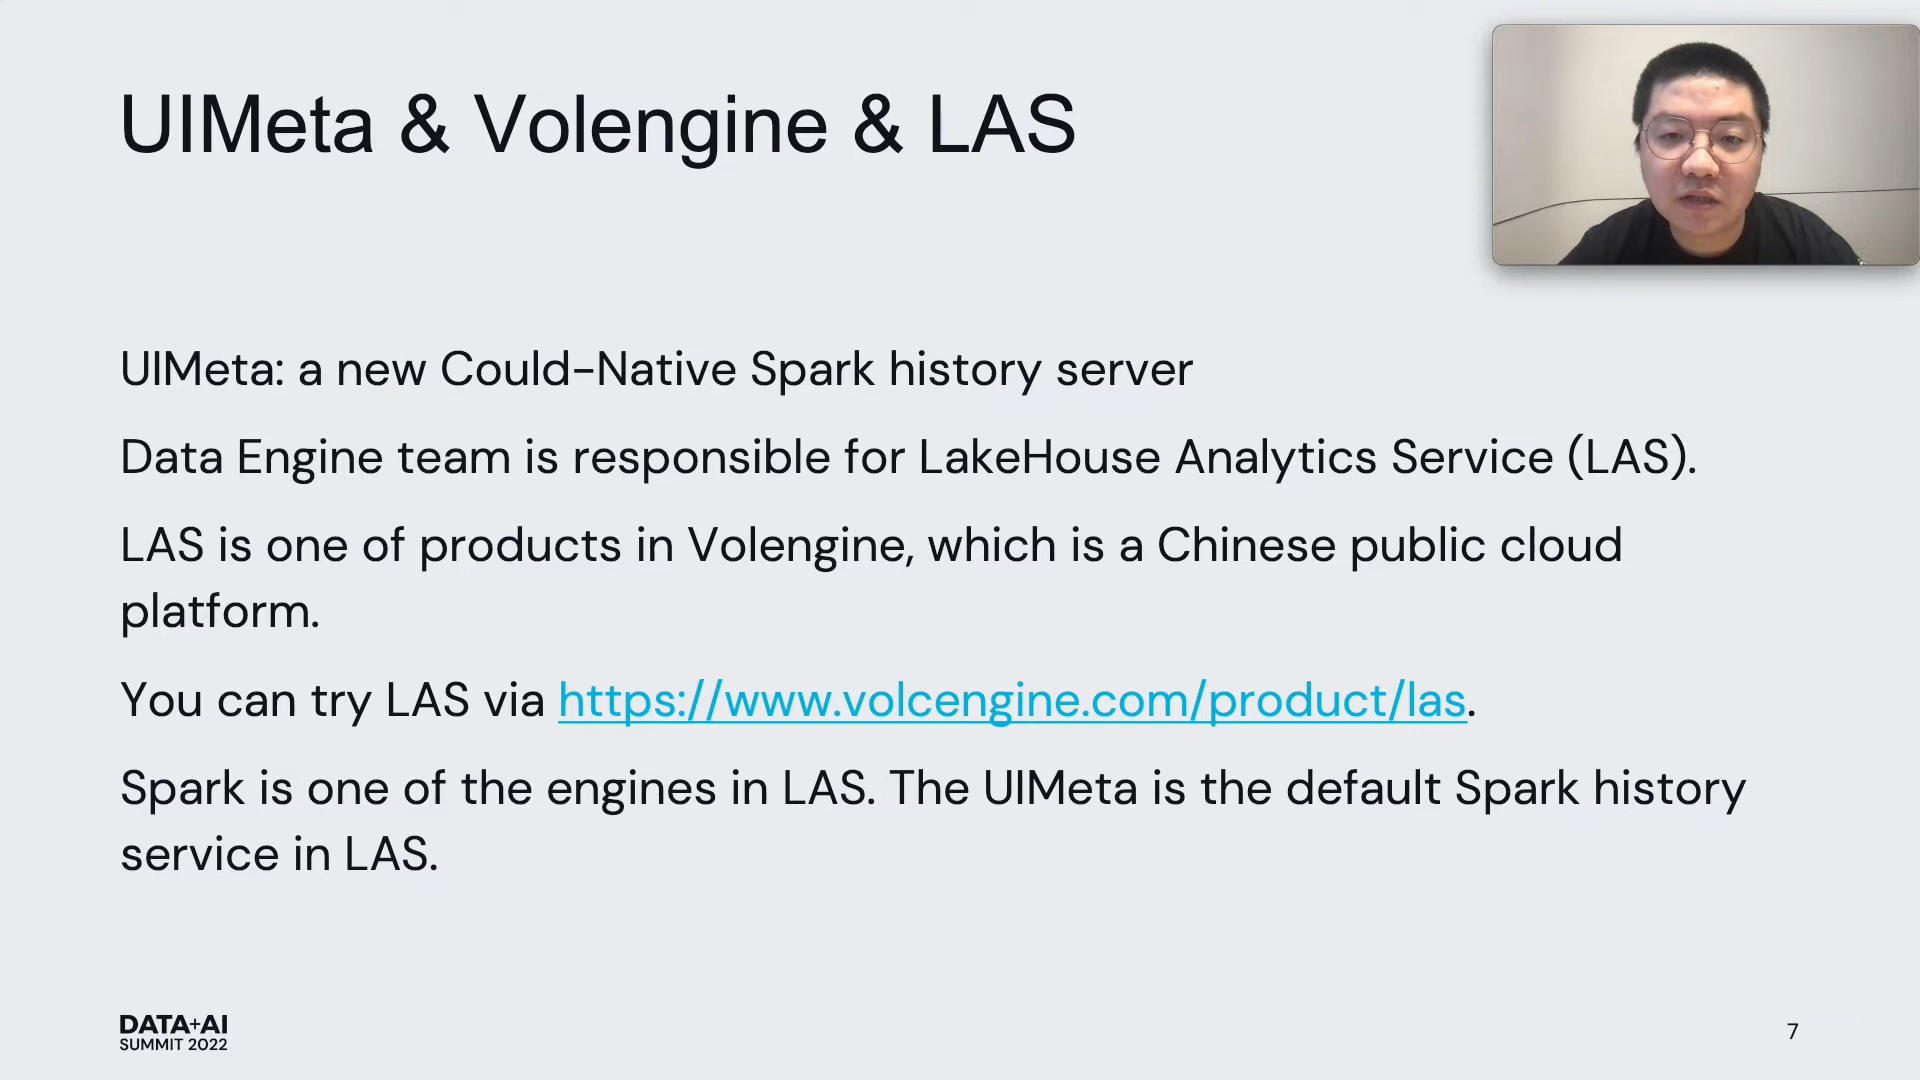 UIMeta & Volengine & LAS
UIMeta: a new Could-Native Spark history server
Data Engine team is responsible for LakeHouse Analytics Service (LAS).
LAS is one of products in Volengine, which is a Chinese public cloud
platform.
You can try LAS via https://www.volcengine.com/product/las.
Spark is one of the engines in LAS. The UIMeta is the default Spark history
service in LAS.
DATA+AI
SUMMIT 2022
7